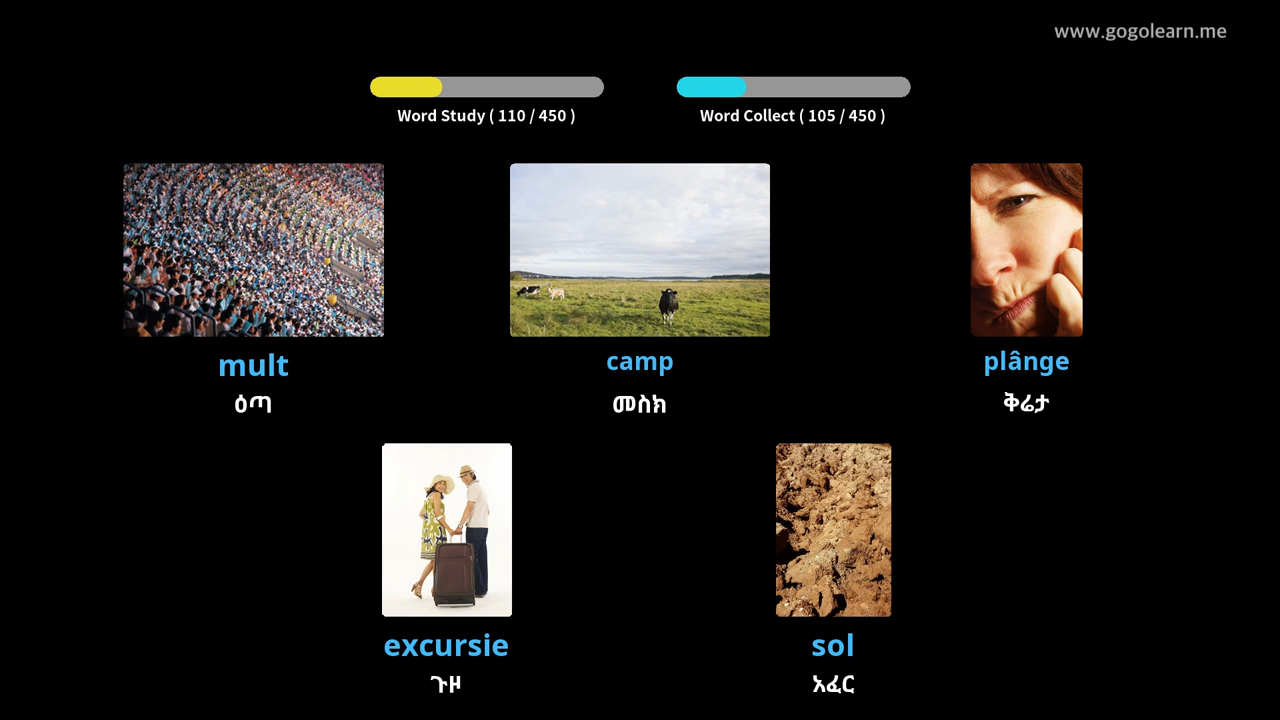 www.gogolearn.me
Word Study ( 110 / 450 )
Word Collect ( 105 / 450 )
mult
camp
plânge
ዕጣ
መስክ
ቅሬታ
excursie
sol
ጉዞ
አፈር